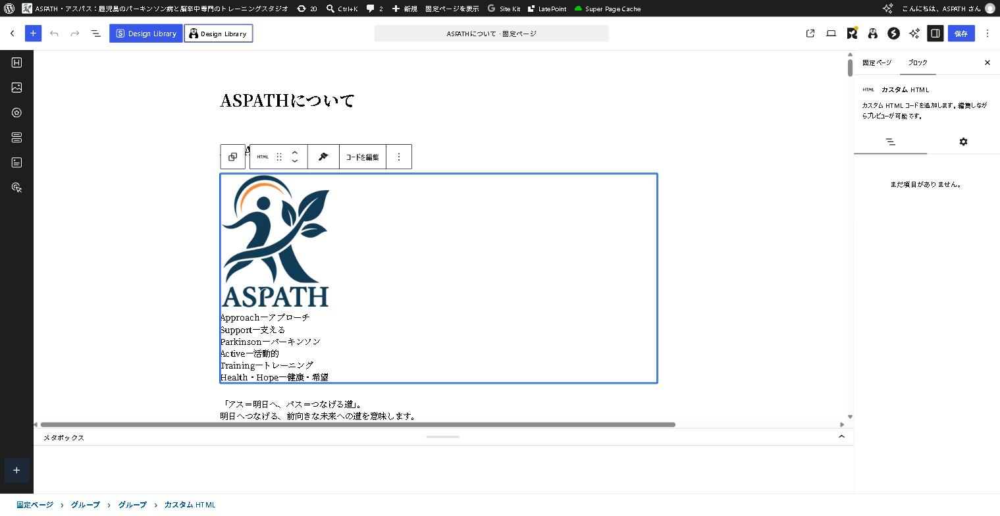 ASPATH・アスパス：鹿児島のパーキンソン病と脳卒中専門のトレーニングスタジオ 20 Ctrl+K 2 新規 固定ページを表示 Site Kit LatePoint Super Page Cache こんにちは、ASPATH さん
Design Library Design Library ASPATHについて · 固定ページ 保存
固定ページ ブロック
HTML カスタム HTML
カスタム HTML コードを追加します。編集しなが
らプレビューが可能です。
まだ項目がありません。
ASPATHについて
HTML コードを編集
ASPATH
Approachーアプローチ
Supportー支える
Parkinsonーパーキンソン
Activeー活動的
Trainingートレーニング
Health・Hopeー健康・希望
「アス＝明日へ、パス＝つなげる道」。
明日へつなげる、前向きな未来への道を意味します。
メタボックス
固定ページ › グループ › グループ › カスタム HTML